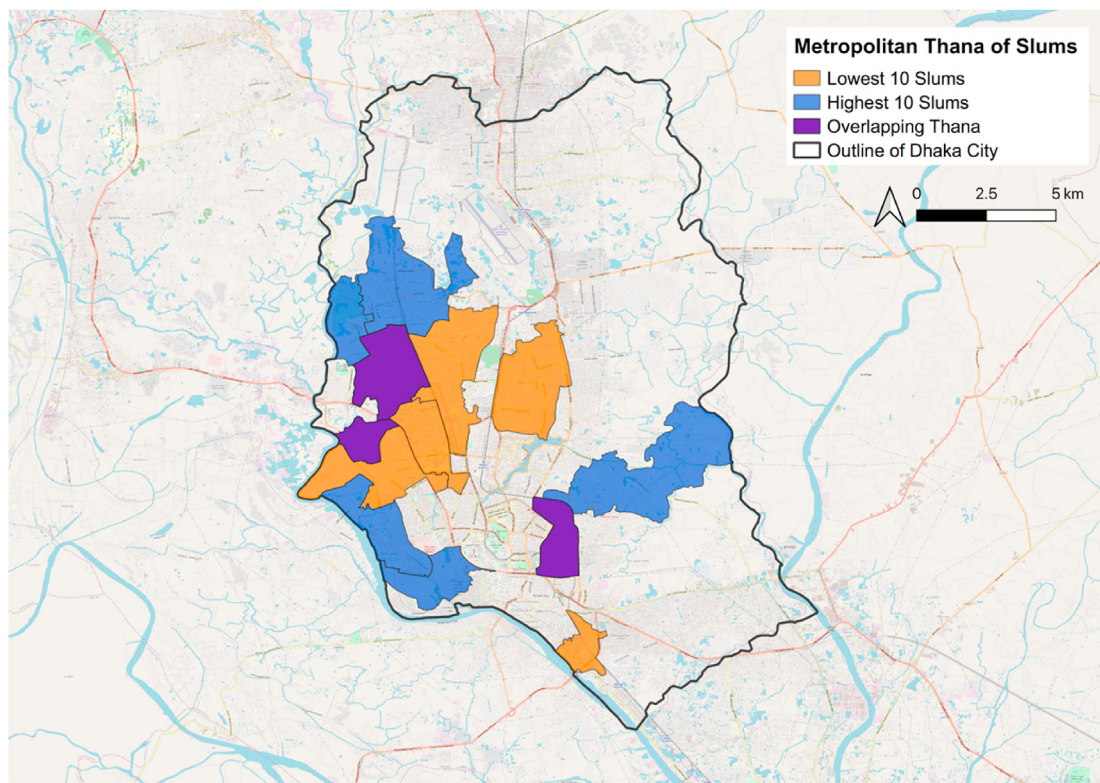 Metropolitan Thana of Slums
Lowest 10 Slums
Highest 10 Slums
Overlapping Thana
Outline of Dhaka City
0 2.5 5 km